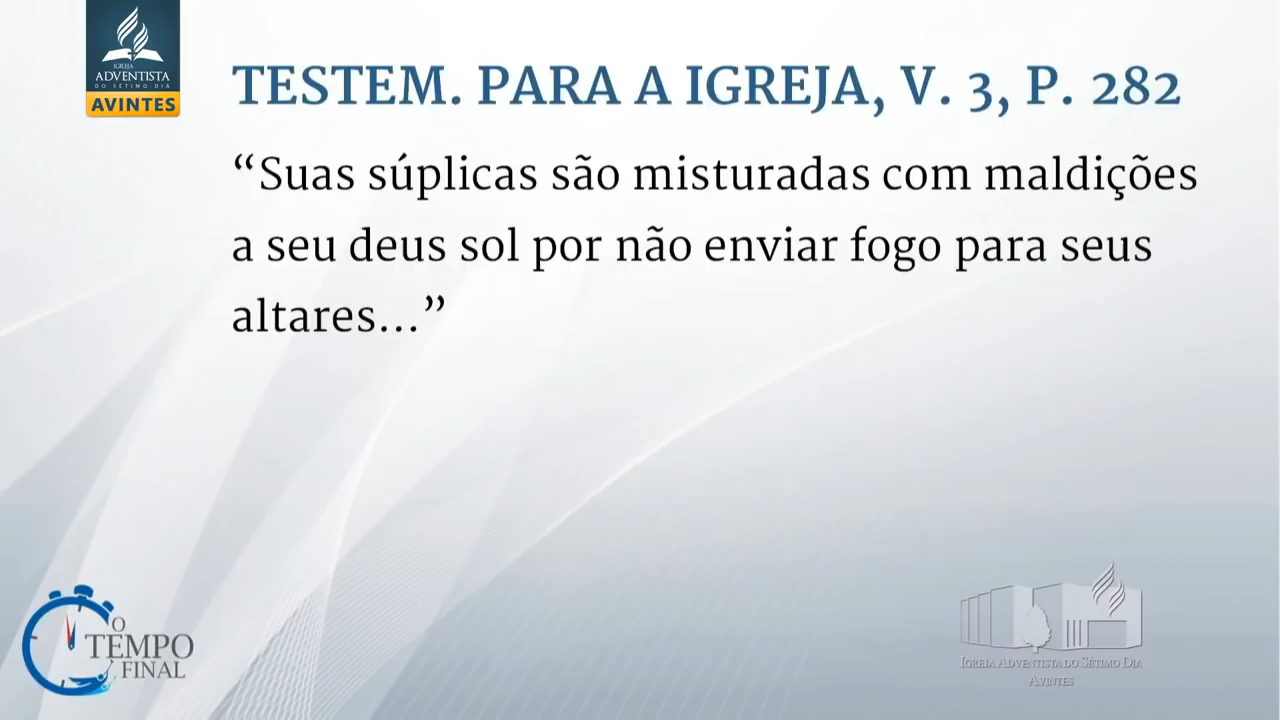 IGREJA
ADVENTISTA
DO SÉTIMO DIA
AVINTES
TESTEM. PARA A IGREJA, V. 3, P. 282
“Suas súplicas são misturadas com maldições
a seu deus sol por não enviar fogo para seus
altares...”
O
TEMPO
FINAL
IGREJA ADVENTISTA DO SÉTIMO DIA
AVINTES